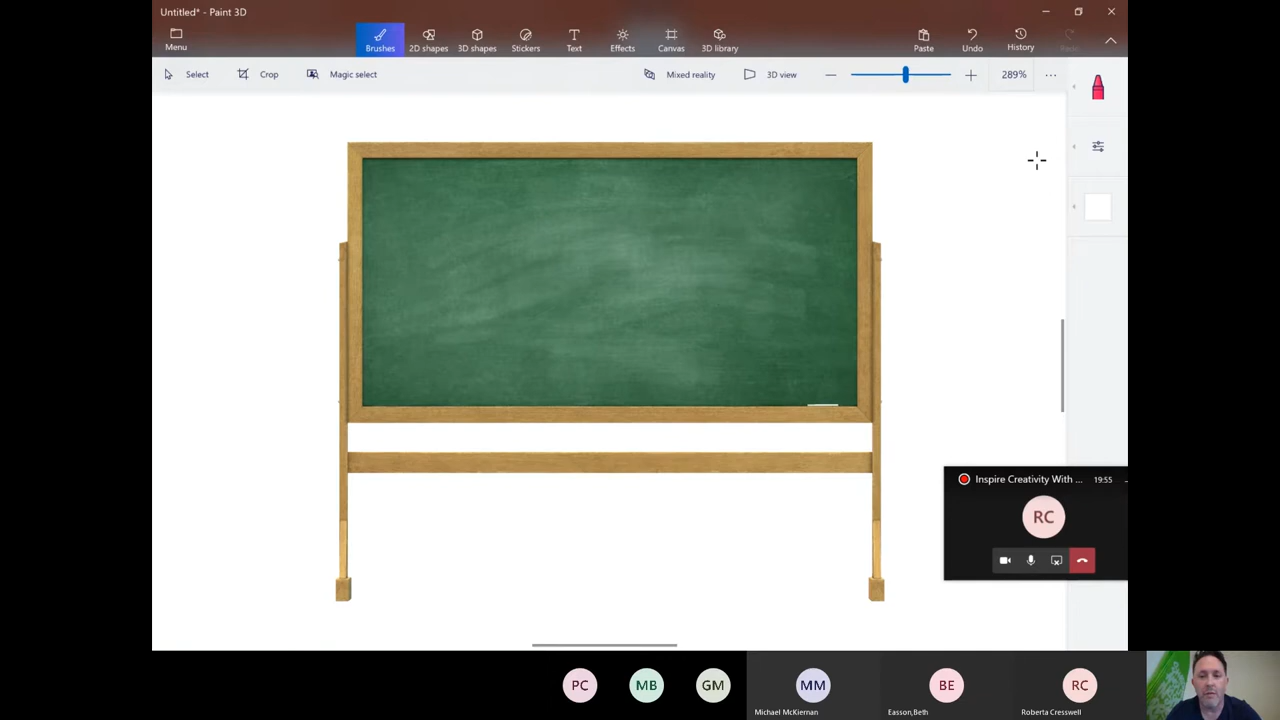 Untitled* - Paint 3D
Menu
Brushes
2D shapes
3D shapes
Stickers
Text
Effects
Canvas
3D library
Paste
Undo
History
Redo
Select
Crop
Magic select
Mixed reality
3D view
289%
Inspire Creativity With ...
19:55
RC
PC
MB
GM
MM
BE
RC
Michael McKiernan
Easson,Beth
Roberta Cresswell